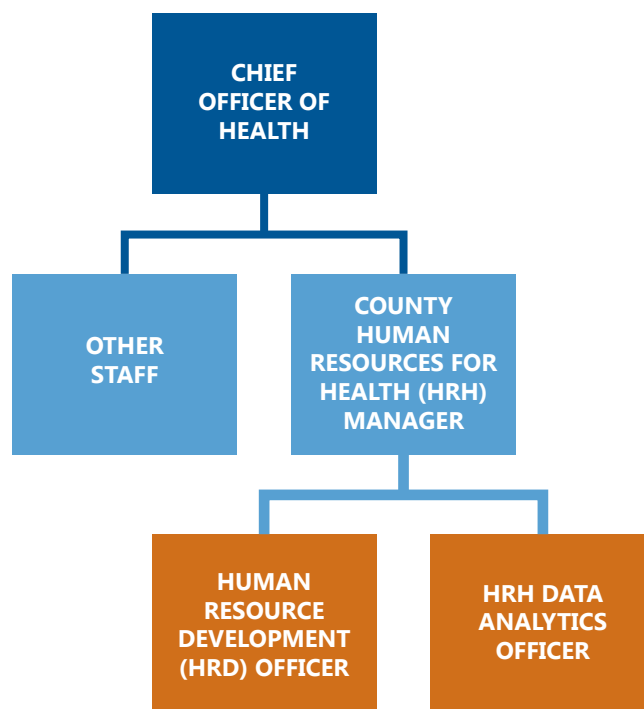 CHIEF
OFFICER OF
HEALTH
OTHER
STAFF
COUNTY
HUMAN
RESOURCES FOR
HEALTH (HRH)
MANAGER
HUMAN
RESOURCE
DEVELOPMENT
(HRD) OFFICER
HRH DATA
ANALYTICS
OFFICER